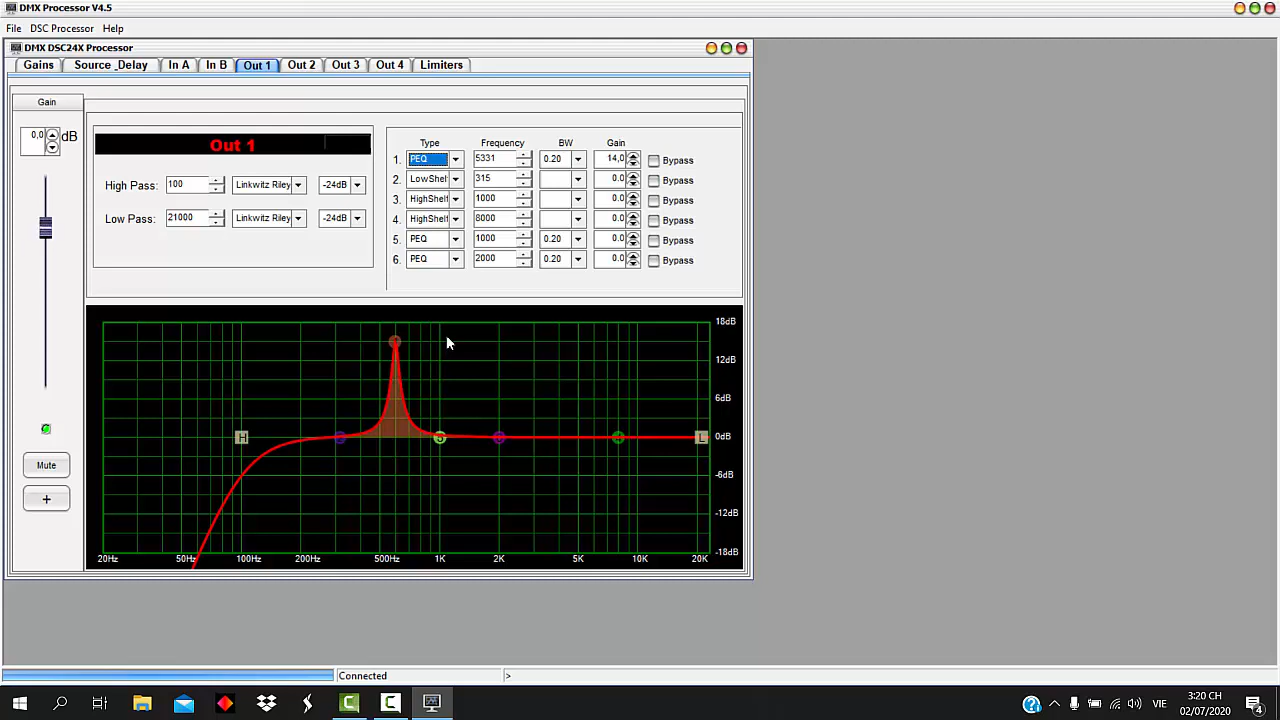 DMX Processor V4.5
File DSC Processor Help
DMX DSC24X Processor
Gains Source _Delay In A In B Out 1 Out 2 Out 3 Out 4 Limiters
Gain
0,0 dB
Out 1
High Pass: 100 Linkwitz Riley -24dB
Low Pass: 21000 Linkwitz Riley -24dB
Type Frequency BW Gain
1. PEQ 5331 0.20 14,0 Bypass
2. LowShelf 315 0.0 Bypass
3. HighShelf 1000 0.0 Bypass
4. HighShelf 8000 0.0 Bypass
5. PEQ 1000 0.20 0.0 Bypass
6. PEQ 2000 0.20 0.0 Bypass
18dB
12dB
6dB
0dB
-6dB
-12dB
-18dB
H
5
L
20Hz 50Hz 100Hz 200Hz 500Hz 1K 2K 5K 10K 20K
Mute
+
Connected >
VIE
3:20 CH
02/07/2020
4